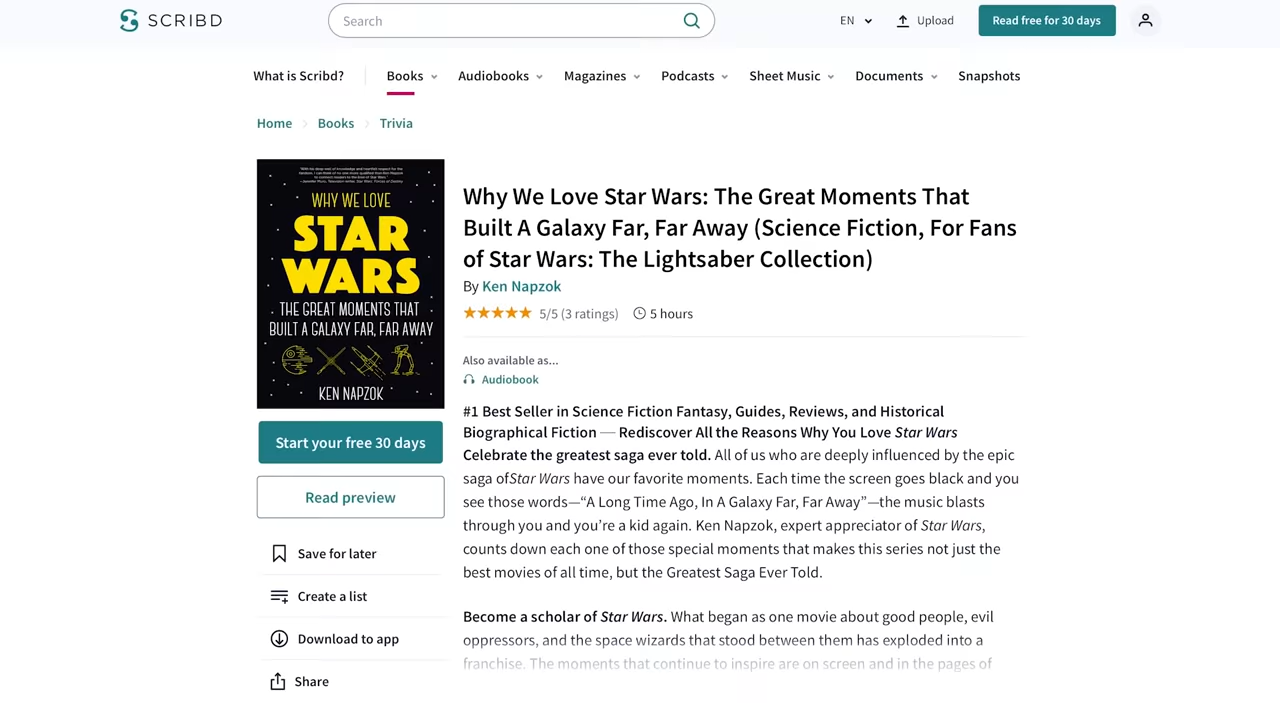 SCRIBD
Search
EN
Upload
Read free for 30 days
What is Scribd?
Books
Audiobooks
Magazines
Podcasts
Sheet Music
Documents
Snapshots
Home
Books
Trivia
WHY WE LOVE
STAR
WARS
THE GREAT MOMENTS THAT
BUILT A GALAXY FAR, FAR AWAY
KEN NAPZOK
Start your free 30 days
Read preview
Save for later
Create a list
Download to app
Share
Why We Love Star Wars: The Great Moments That
Built A Galaxy Far, Far Away (Science Fiction, For Fans
of Star Wars: The Lightsaber Collection)
By Ken Napzok
5/5 (3 ratings)
5 hours
Also available as...
Audiobook
#1 Best Seller in Science Fiction Fantasy, Guides, Reviews, and Historical
Biographical Fiction — Rediscover All the Reasons Why You Love Star Wars
Celebrate the greatest saga ever told. All of us who are deeply influenced by the epic
saga ofStar Wars have our favorite moments. Each time the screen goes black and you
see those words—“A Long Time Ago, In A Galaxy Far, Far Away”—the music blasts
through you and you’re a kid again. Ken Napzok, expert appreciator of Star Wars,
counts down each one of those special moments that makes this series not just the
best movies of all time, but the Greatest Saga Ever Told.
Become a scholar of Star Wars. What began as one movie about good people, evil
oppressors, and the space wizards that stood between them has exploded into a
franchise. The moments that continue to inspire are on screen and in the pages of